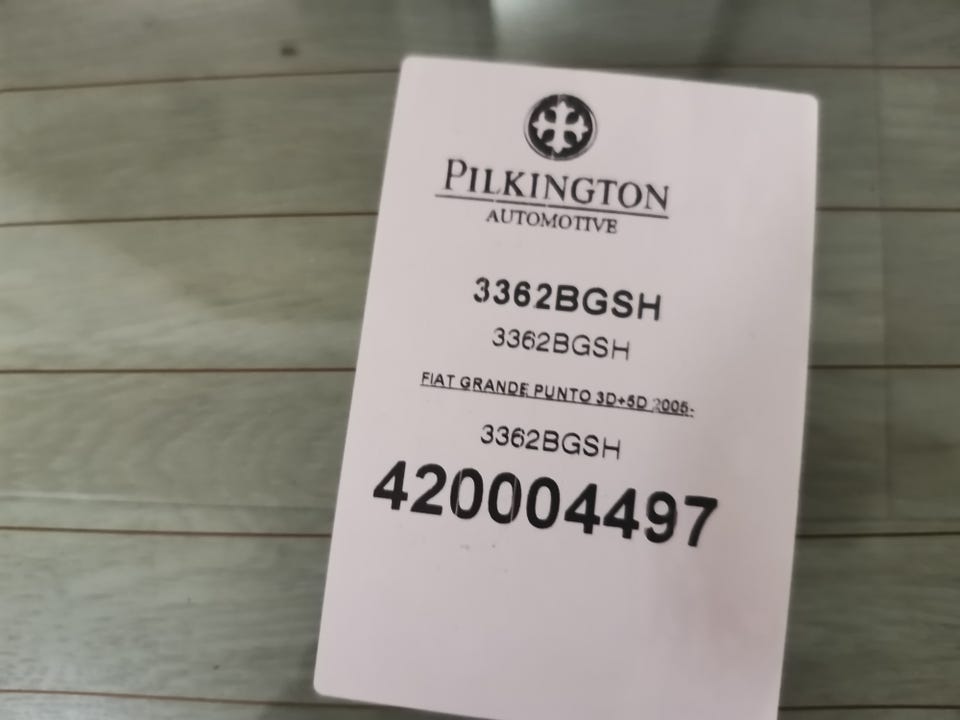 PILKINGTON
AUTOMOTIVE
3362BGSH
3362BGSH
FIAT GRANDE PUNTO 3D+5D 2005-
3362BGSH
420004497